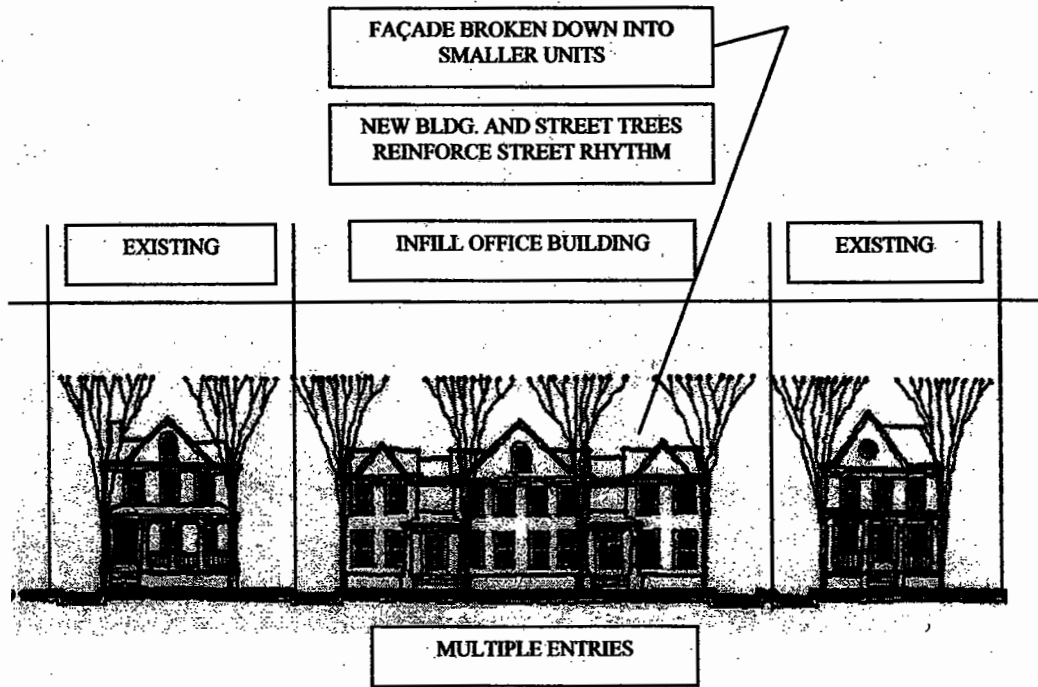 FAÇADE BROKEN DOWN INTO
SMALLER UNITS
NEW BLDG. AND STREET TREES
REINFORCE STREET RHYTHM
EXISTING
INFILL OFFICE BUILDING
EXISTING
MULTIPLE ENTRIES